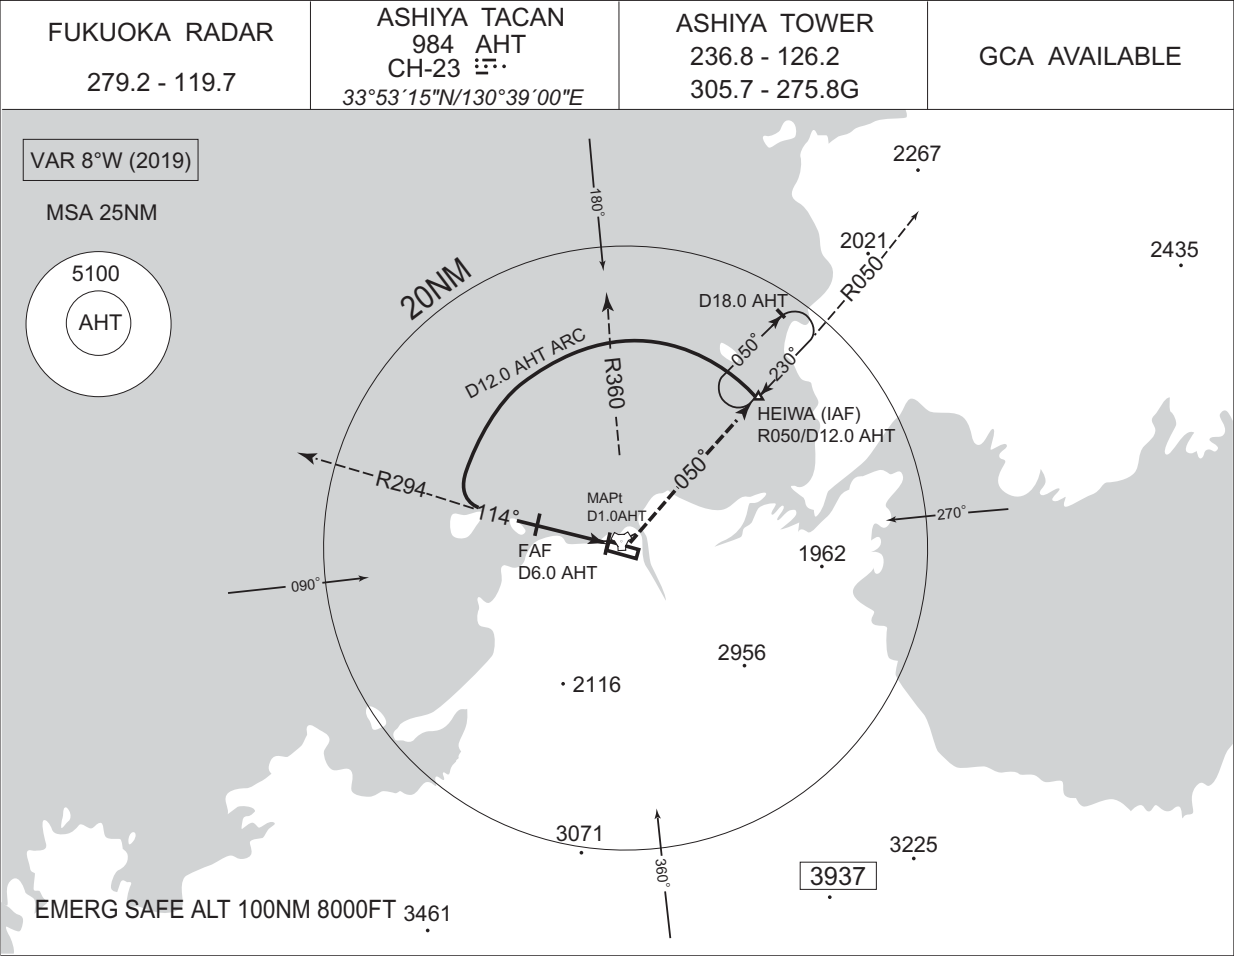 FUKUOKA RADAR
279.2 - 119.7
ASHIYA TACAN
984 AHT
CH-23
33°53´15"N/130°39´00"E
ASHIYA TOWER
236.8 - 126.2
305.7 - 275.8G
GCA AVAILABLE
VAR 8°W (2019)
MSA 25NM
5100
AHT
180°
2267
2021
2435
R050
20NM
D18.0 AHT
050°
230°
D12.0 AHT ARC
R360
HEIWA (IAF)
R050/D12.0 AHT
R294
050°
MAPt
D1.0AHT
114°
270°
FAF
D6.0 AHT
1962
090°
2956
2116
3071
3225
360°
3937
EMERG SAFE ALT 100NM 8000FT
3461